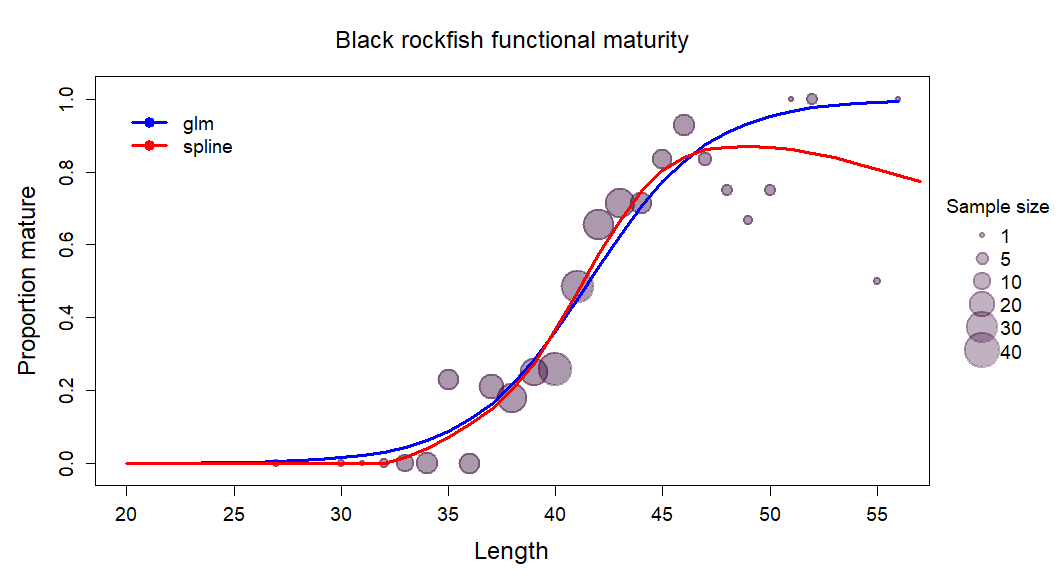 Black rockfish functional maturity
glm
spline
Proportion mature
0.0 0.2 0.4 0.6 0.8 1.0
20 25 30 35 40 45 50 55
Length
Sample size
1
5
10
20
30
40